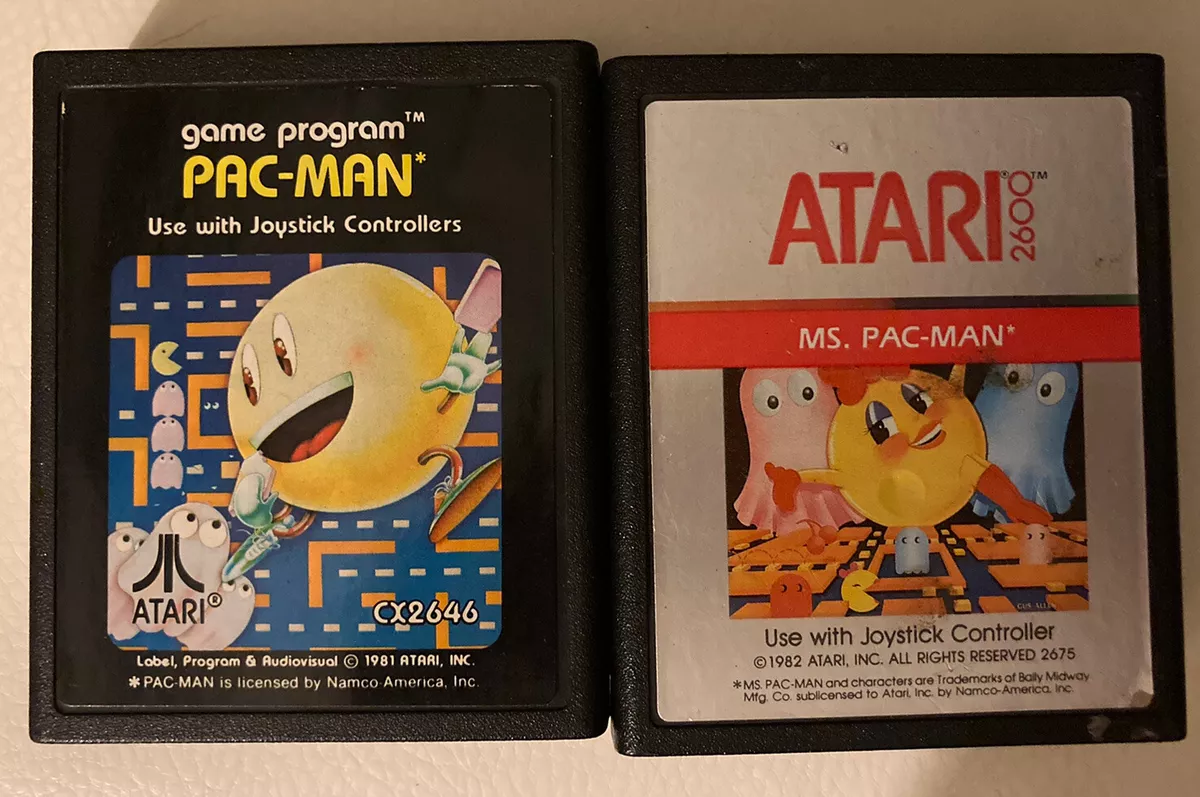 game program™
PAC-MAN*
Use with Joystick Controllers
ATARI®
CX2646
Label, Program & Audiovisual © 1981 ATARI, INC.
*PAC-MAN is licensed by Namco-America, Inc.
ATARI® 2600™
MS. PAC-MAN*
GUS ALLEN
Use with Joystick Controller
©1982 ATARI, INC. ALL RIGHTS RESERVED 2675
*MS. PAC-MAN and characters are Trademarks of Bally Midway
Mfg. Co. sublicensed to Atari, Inc. by Namco-America, Inc.